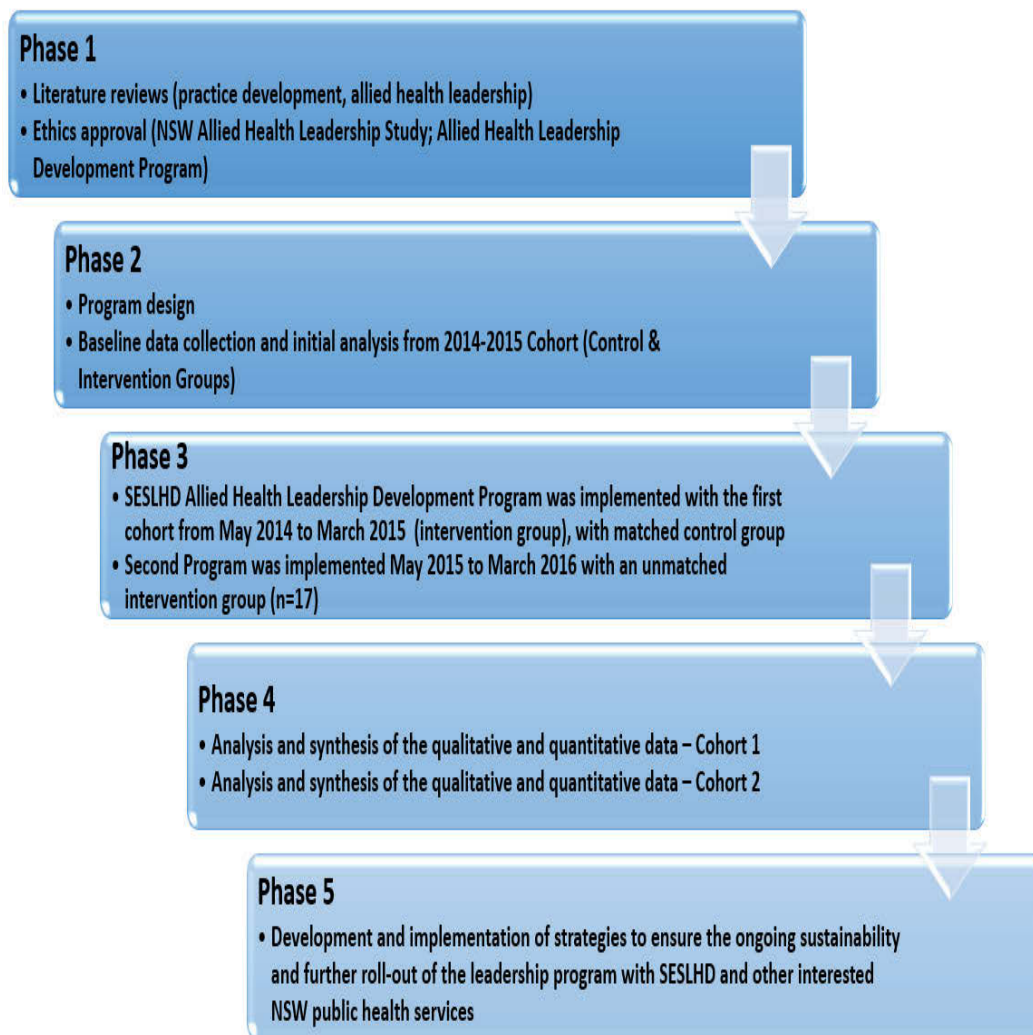 Phase 1
• Literature reviews (practice development, allied health leadership)
• Ethics approval (NSW Allied Health Leadership Study; Allied Health Leadership
Development Program)
Phase 2
• Program design
• Baseline data collection and initial analysis from 2014-2015 Cohort (Control &
Intervention Groups)
Phase 3
• SESLHD Allied Health Leadership Development Program was implemented with the first
cohort from May 2014 to March 2015 (intervention group), with matched control group
• Second Program was implemented May 2015 to March 2016 with an unmatched
intervention group (n=17)
Phase 4
• Analysis and synthesis of the qualitative and quantitative data – Cohort 1
• Analysis and synthesis of the qualitative and quantitative data – Cohort 2
Phase 5
• Development and implementation of strategies to ensure the ongoing sustainability
and further roll-out of the leadership program with SESLHD and other interested
NSW public health services